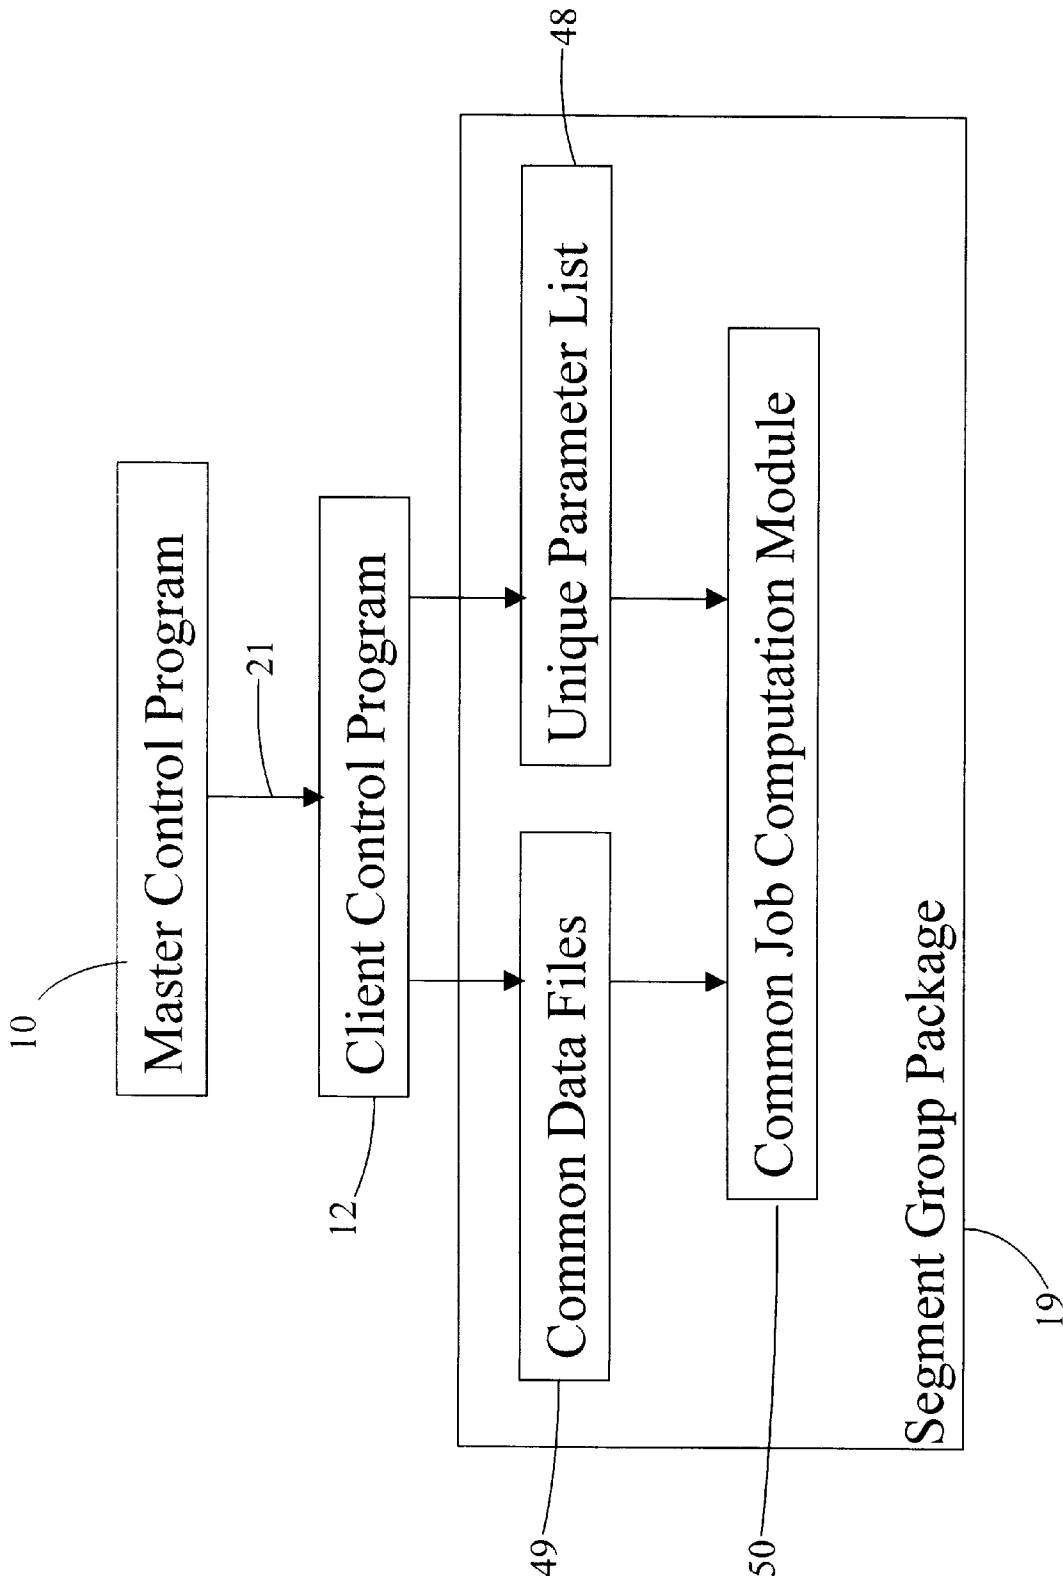 10
Master Control Program
21
12
Client Control Program
49
Common Data Files
Unique Parameter List
48
50
Common Job Computation Module
Segment Group Package
19